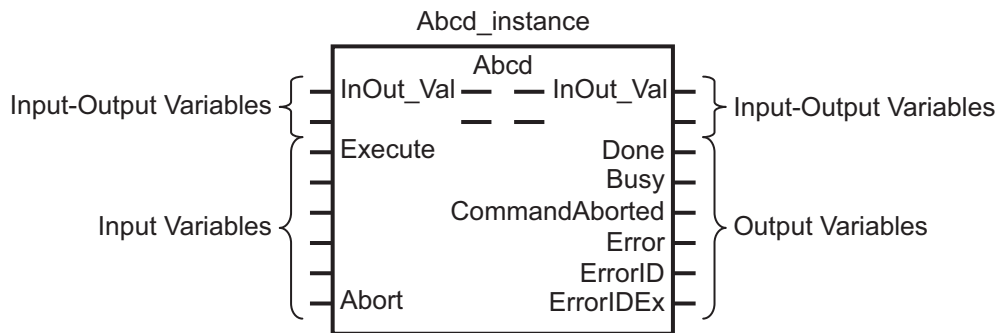 Abcd_instance
Abcd
Input-Output Variables
InOut_Val
InOut_Val
Input-Output Variables
Execute
Done
Busy
Input Variables
CommandAborted
Output Variables
Error
ErrorID
Abort
ErrorIDEx